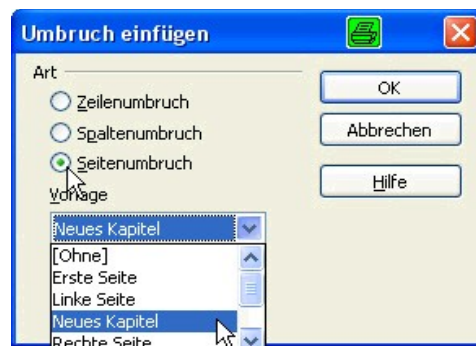 Umbruch einfügen
Art
Zeilenumbruch
Spaltenumbruch
Seitenumbruch
Vorlage
Neues Kapitel
[Ohne]
Erste Seite
Linke Seite
Neues Kapitel
Rechte Seite
OK
Abbrechen
Hilfe